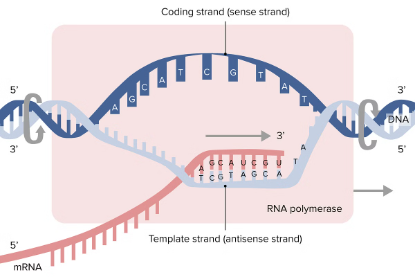 Coding strand (sense strand)
5'
3'
A G C A T C G T A T
DNA
3'
5'
3'
A G C A U C G U
T C G T A G C A T A
RNA polymerase
Template strand (antisense strand)
5'
mRNA